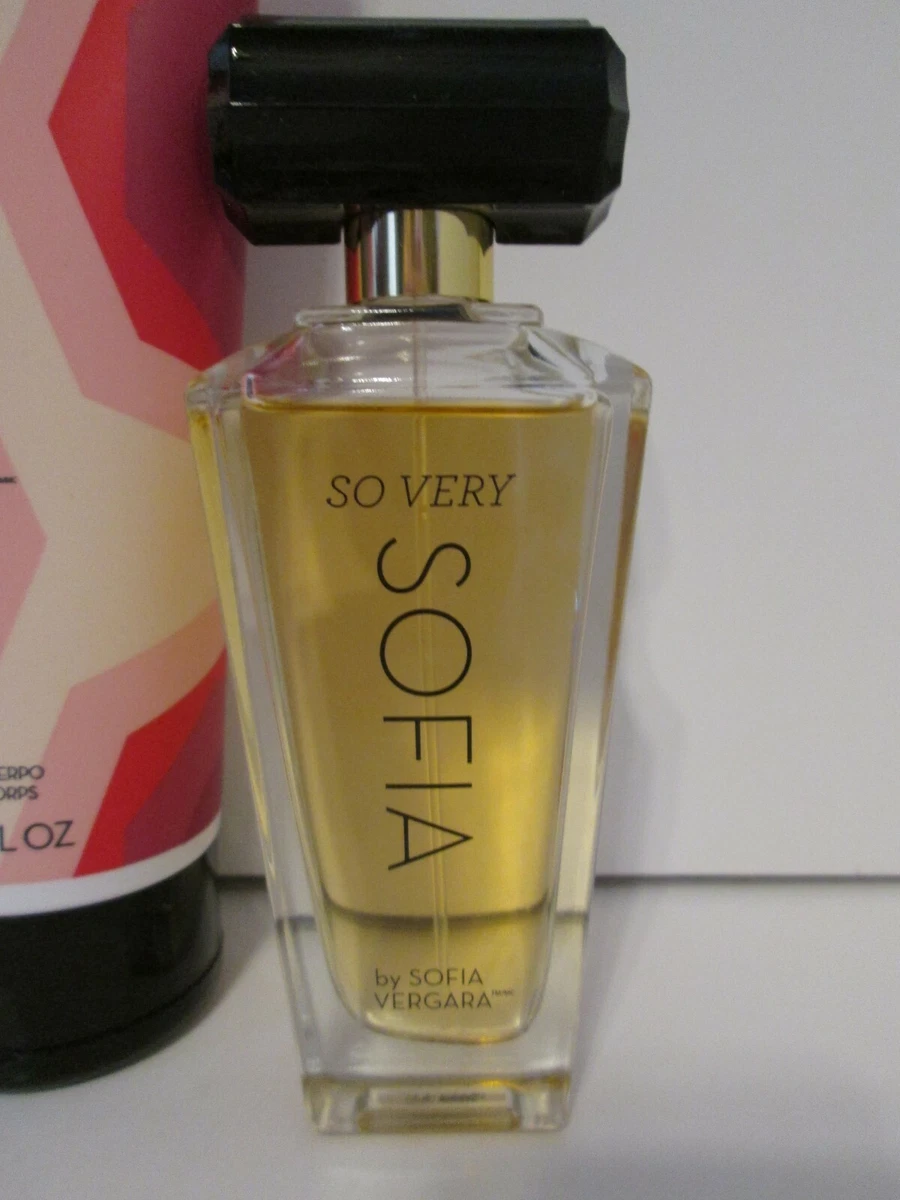 SO VERY
SOFIA
by SOFIA
VERGARA
ERPO
ORPS
L OZ